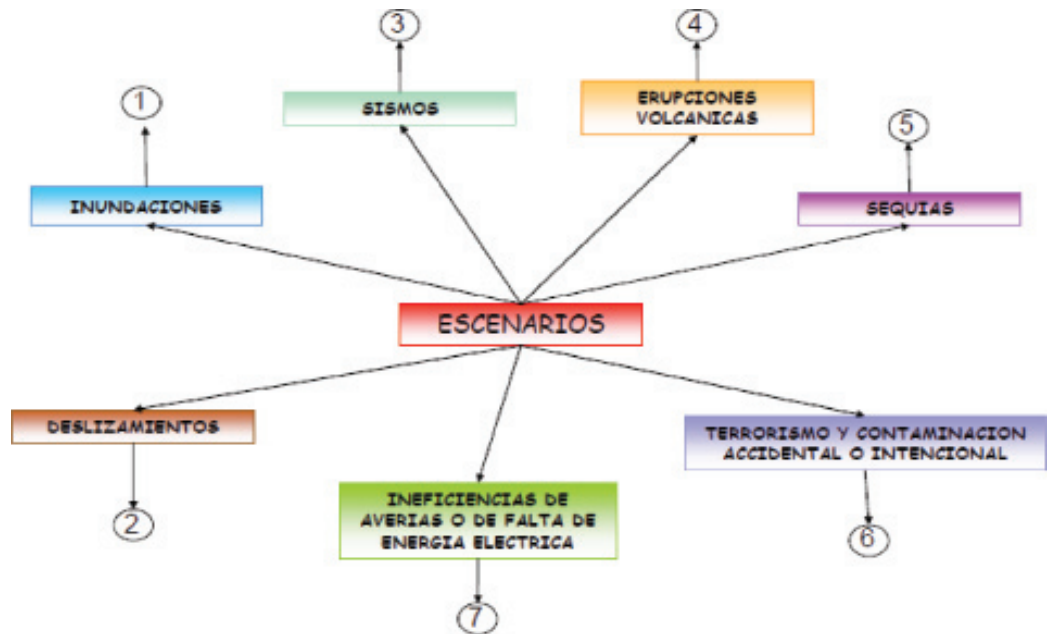 3
4
SISMOS
ERUPCIONES
VOLCANICAS
1
5
INUNDACIONES
SEQUIAS
ESCENARIOS
DESLIZAMIENTOS
TERRORISMO Y CONTAMINACION
ACCIDENTAL O INTENCIONAL
INEFICIENCIAS DE
AVERIAS O DE FALTA DE
ENERGIA ELECTRICA
2
6
7